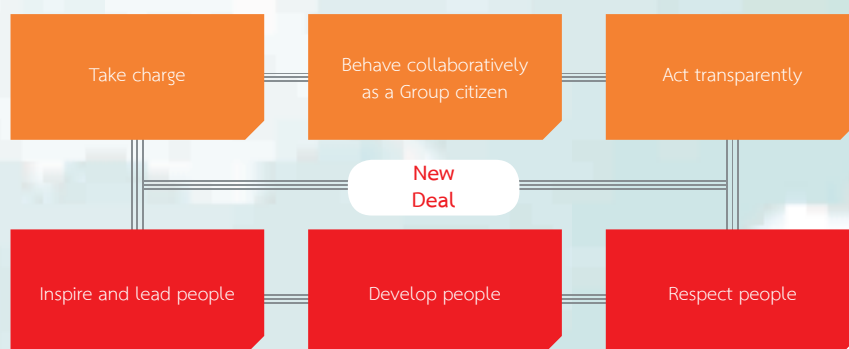 Take charge
Behave collaboratively
as a Group citizen
Act transparently
New
Deal
Inspire and lead people
Develop people
Respect people